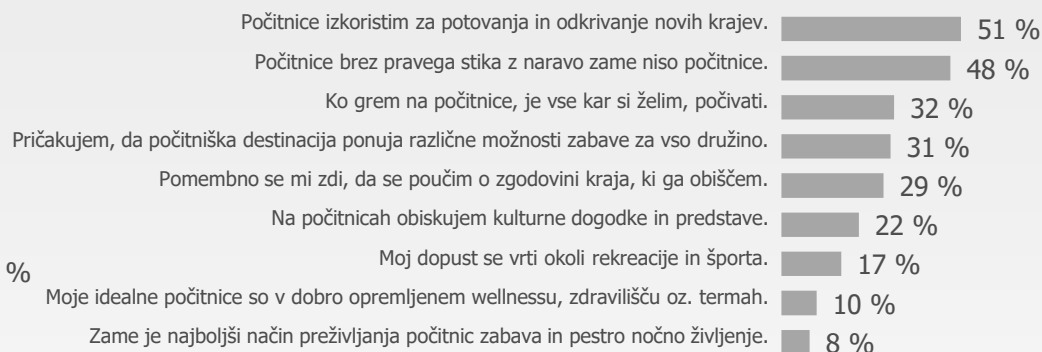 Počitnice izkoristim za potovanja in odkrivanje novih krajev. 51 %
Počitnice brez pravega stika z naravo zame niso počitnice. 48 %
Ko grem na počitnice, je vse kar si želim, počivati. 32 %
Pričakujem, da počitniška destinacija ponuja različne možnosti zabave za vso družino. 31 %
Pomembno se mi zdi, da se poučim o zgodovini kraja, ki ga obiščem. 29 %
Na počitnicah obiskujem kulturne dogodke in predstave. 22 %
Moj dopust se vrti okoli rekreacije in športa. 17 %
%
Moje idealne počitnice so v dobro opremljenem wellnessu, zdravilišču oz. termah. 10 %
Zame je najboljši način preživljanja počitnic zabava in pestro nočno življenje. 8 %